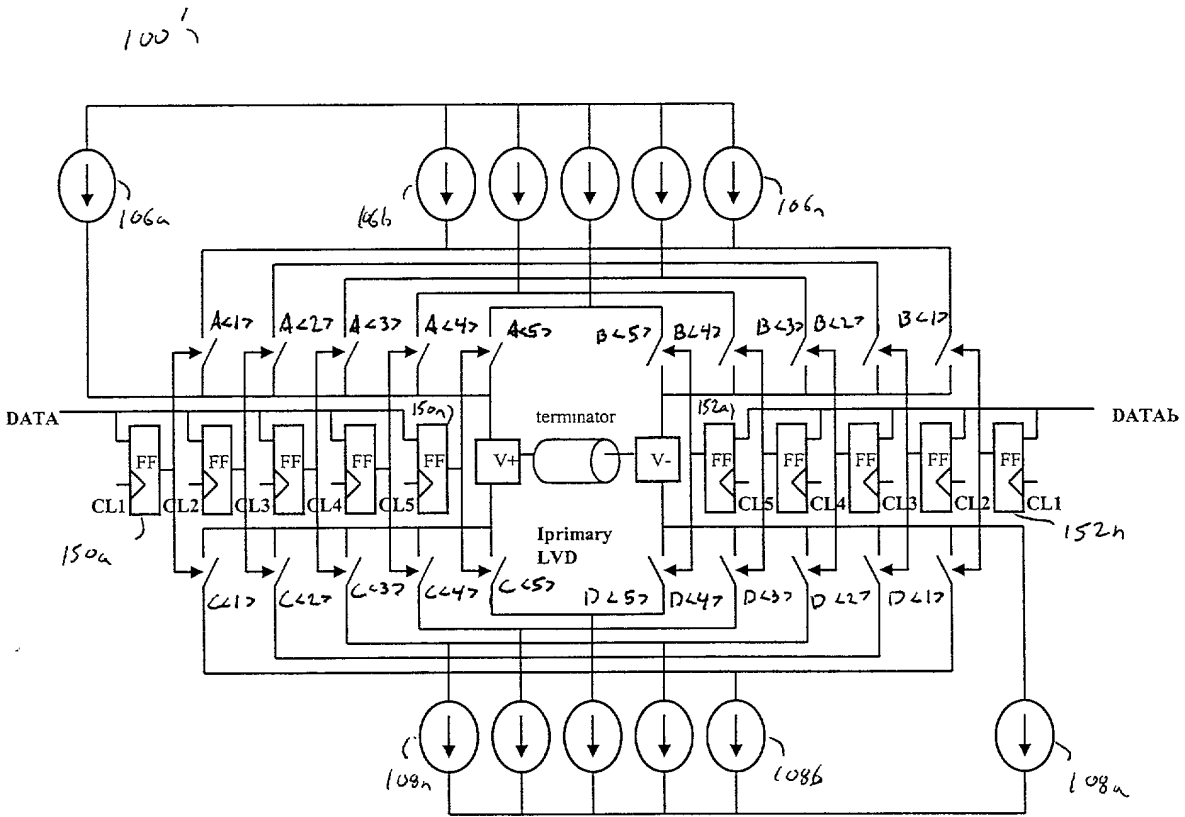 100'
106a
106b
106n
A<1> A<2> A<3> A<4> A<5> B<5> B<4> B<3> B<2> B<1>
DATA 150n terminator 152a DATAb
FF FF FF FF FF V+ V- FF FF FF FF FF
CL1 CL2 CL3 CL4 CL5 CL5 CL4 CL3 CL2 CL1
150a Iprimary 152n
LVD
C<1> C<2> C<3> C<4> C<5> D<5> D<4> D<3> D<2> D<1>
108n 108b 108a